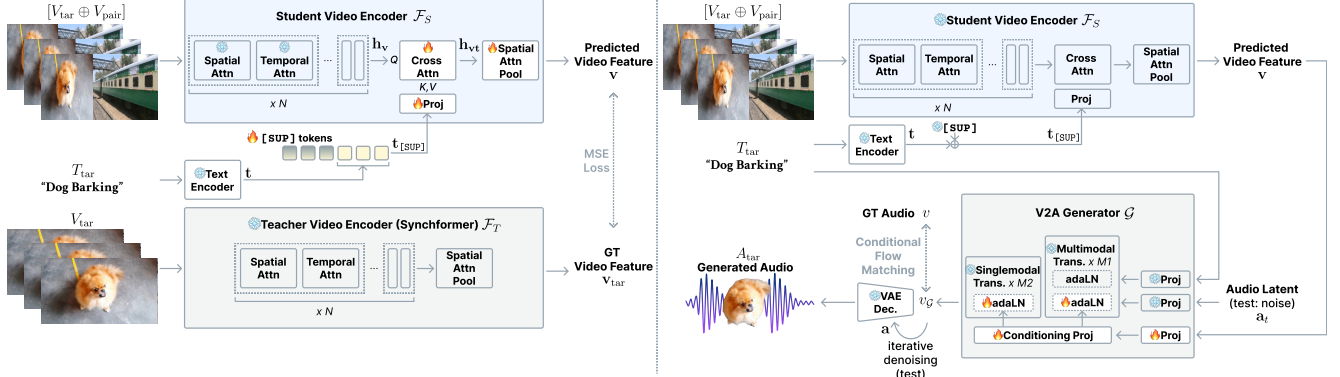 [V_tar ⊕ V_pair]
Student Video Encoder F_S
Spatial
Attn
Temporal
Attn
...
x N
h_v
Q
Cross
Attn
K,V
Proj
h_vt
Spatial
Attn
Pool
Predicted
Video Feature
v
[SUP] tokens
t_[SUP]
T_tar
“Dog Barking”
Text
Encoder
t
MSE
Loss
V_tar
Teacher Video Encoder (Synchformer) F_T
Spatial
Attn
Temporal
Attn
...
x N
Spatial
Attn
Pool
GT
Video Feature
v_tar
[V_tar ⊕ V_pair]
Student Video Encoder F_S
Spatial
Attn
Temporal
Attn
...
x N
Cross
Attn
Proj
Spatial
Attn
Pool
Predicted
Video Feature
v
T_tar
“Dog Barking”
Text
Encoder
t
[SUP]
t_[SUP]
GT Audio v
Conditional
Flow
Matching
A_tar
Generated Audio
VAE
Dec.
v_G
a
iterative
denoising
(test)
V2A Generator G
Singlemodal
Trans. x M2
adaLN
Multimodal
Trans. x M1
adaLN
adaLN
Conditioning Proj
Proj
Proj
Proj
Audio Latent
(test: noise)
a_t